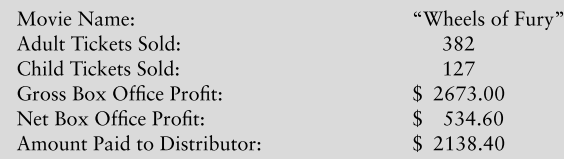 Movie Name: “Wheels of Fury”
Adult Tickets Sold: 382
Child Tickets Sold: 127
Gross Box Office Profit: $ 2673.00
Net Box Office Profit: $ 534.60
Amount Paid to Distributor: $ 2138.40